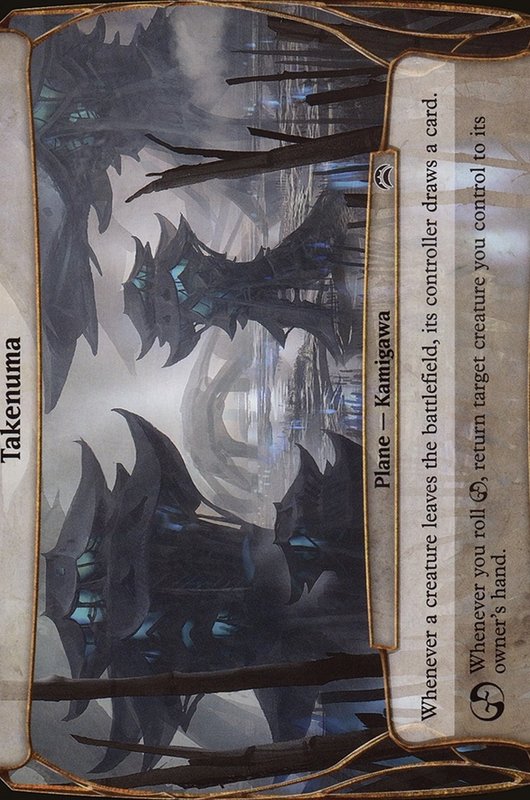 Takenuma
Plane — Kamigawa
Whenever a creature leaves the battlefield, its controller draws a card.
Whenever you roll , return target creature you control to its
owner's hand.